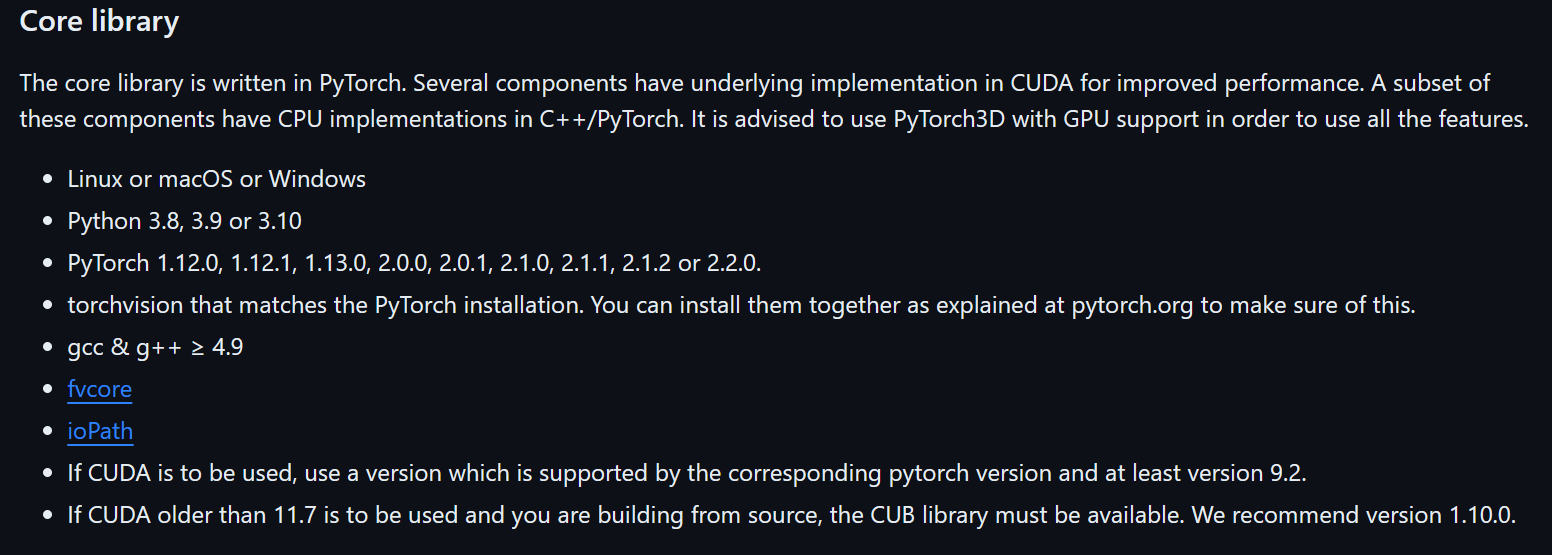 Core library
The core library is written in PyTorch. Several components have underlying implementation in CUDA for improved performance. A subset of
these components have CPU implementations in C++/PyTorch. It is advised to use PyTorch3D with GPU support in order to use all the features.
• Linux or macOS or Windows
• Python 3.8, 3.9 or 3.10
• PyTorch 1.12.0, 1.12.1, 1.13.0, 2.0.0, 2.0.1, 2.1.0, 2.1.1, 2.1.2 or 2.2.0.
• torchvision that matches the PyTorch installation. You can install them together as explained at pytorch.org to make sure of this.
• gcc & g++ ≥ 4.9
• fvcore
• ioPath
• If CUDA is to be used, use a version which is supported by the corresponding pytorch version and at least version 9.2.
• If CUDA older than 11.7 is to be used and you are building from source, the CUB library must be available. We recommend version 1.10.0.